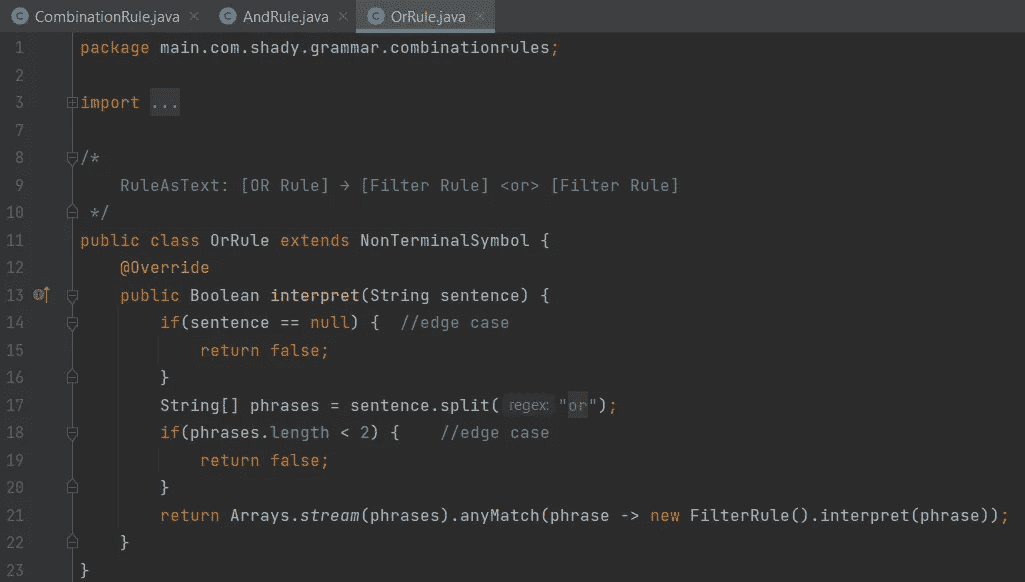 CombinationRule.java AndRule.java OrRule.java
1 package main.com.shady.grammar.combinationrules;
2
3 import ...
7
8 /*
9 RuleAsText: [OR Rule] → [Filter Rule] <or> [Filter Rule]
10 */
11 public class OrRule extends NonTerminalSymbol {
12 @Override
13 public Boolean interpret(String sentence) {
14 if(sentence == null) { //edge case
15 return false;
16 }
17 String[] phrases = sentence.split( regex: "or");
18 if(phrases.length < 2) { //edge case
19 return false;
20 }
21 return Arrays.stream(phrases).anyMatch(phrase -> new FilterRule().interpret(phrase));
22 }
23 }